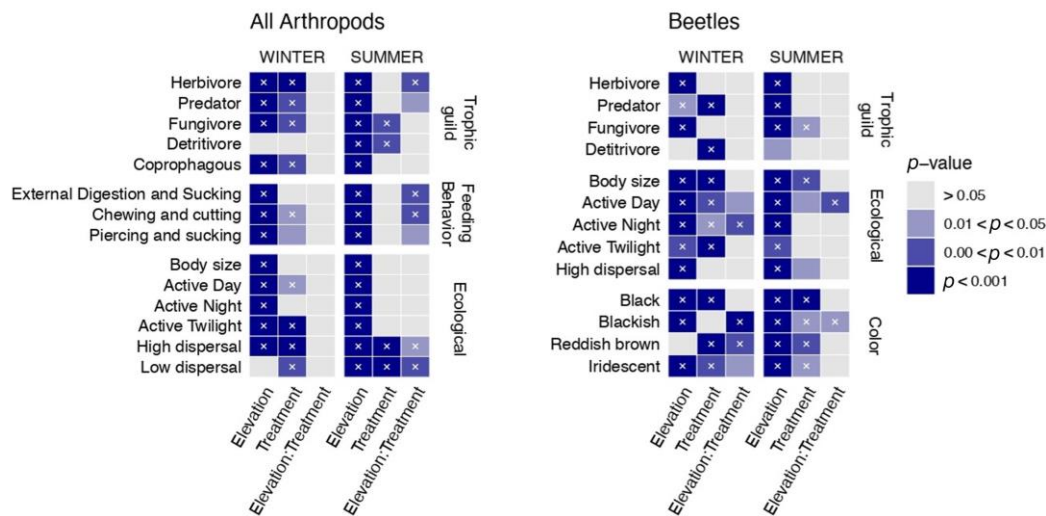 All Arthropods
WINTER SUMMER
Herbivore
Predator
Fungivore
Detritivore
Coprophagous
Trophic
guild
External Digestion and Sucking
Chewing and cutting
Piercing and sucking
Feeding
Behavior
Body size
Active Day
Active Night
Active Twilight
High dispersal
Low dispersal
Ecological
Elevation
Treatment
Elevation:Treatment
Elevation
Treatment
Elevation:Treatment
Beetles
WINTER SUMMER
Herbivore
Predator
Fungivore
Detitrivore
Trophic
guild
Body size
Active Day
Active Night
Active Twilight
High dispersal
Ecological
Black
Blackish
Reddish brown
Iridescent
Color
Elevation
Treatment
Elevation:Treatment
Elevation
Treatment
Elevation:Treatment
p-value
> 0.05
0.01 < p < 0.05
0.00 < p < 0.01
p < 0.001